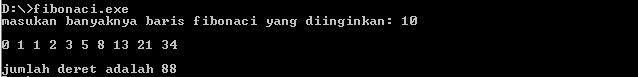 D:\>fibonaci.exe
masukan banyaknya baris fibonaci yang diinginkan: 10
0 1 1 2 3 5 8 13 21 34
jumlah deret adalah 88